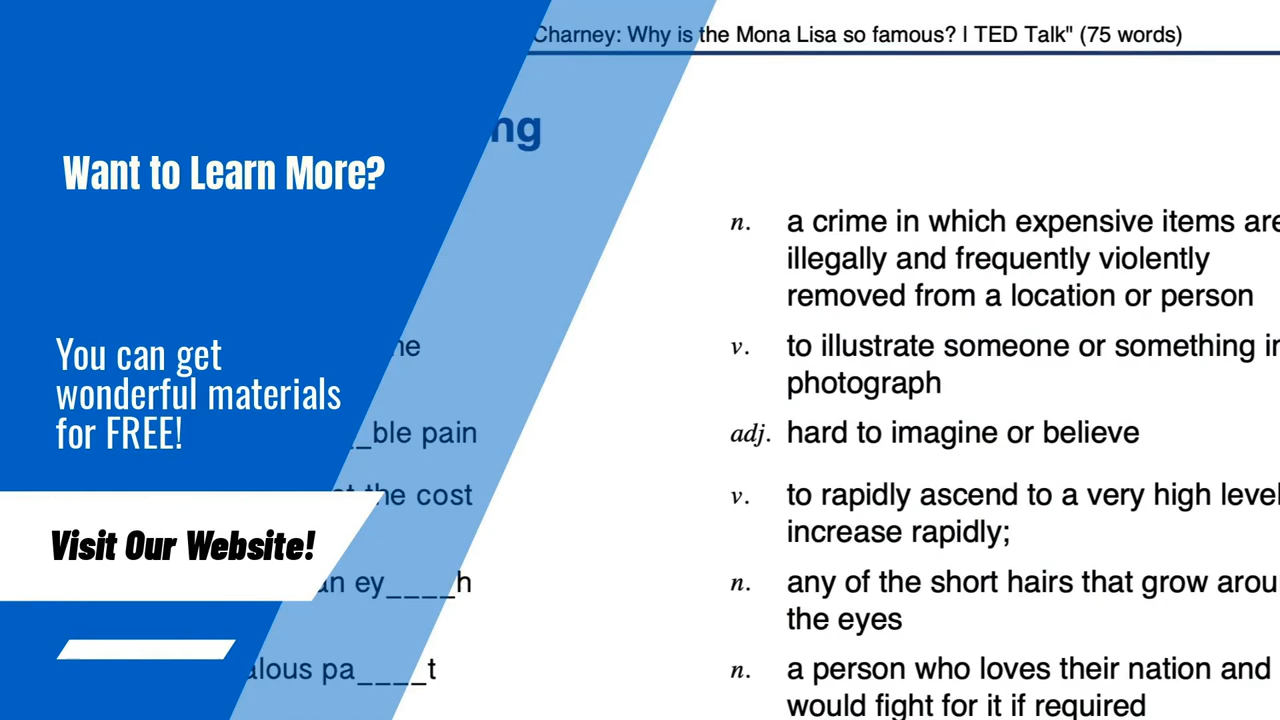 Charney: Why is the Mona Lisa so famous? | TED Talk" (75 words)
ng
Want to Learn More?
You can get
wonderful materials
for FREE!
Visit Our Website!
ne
_ble pain
the cost
an ey____h
alous pa____t
n. a crime in which expensive items are
illegally and frequently violently
removed from a location or person
v. to illustrate someone or something in
photograph
adj. hard to imagine or believe
v. to rapidly ascend to a very high level
increase rapidly;
n. any of the short hairs that grow arou
the eyes
n. a person who loves their nation and
would fight for it if required